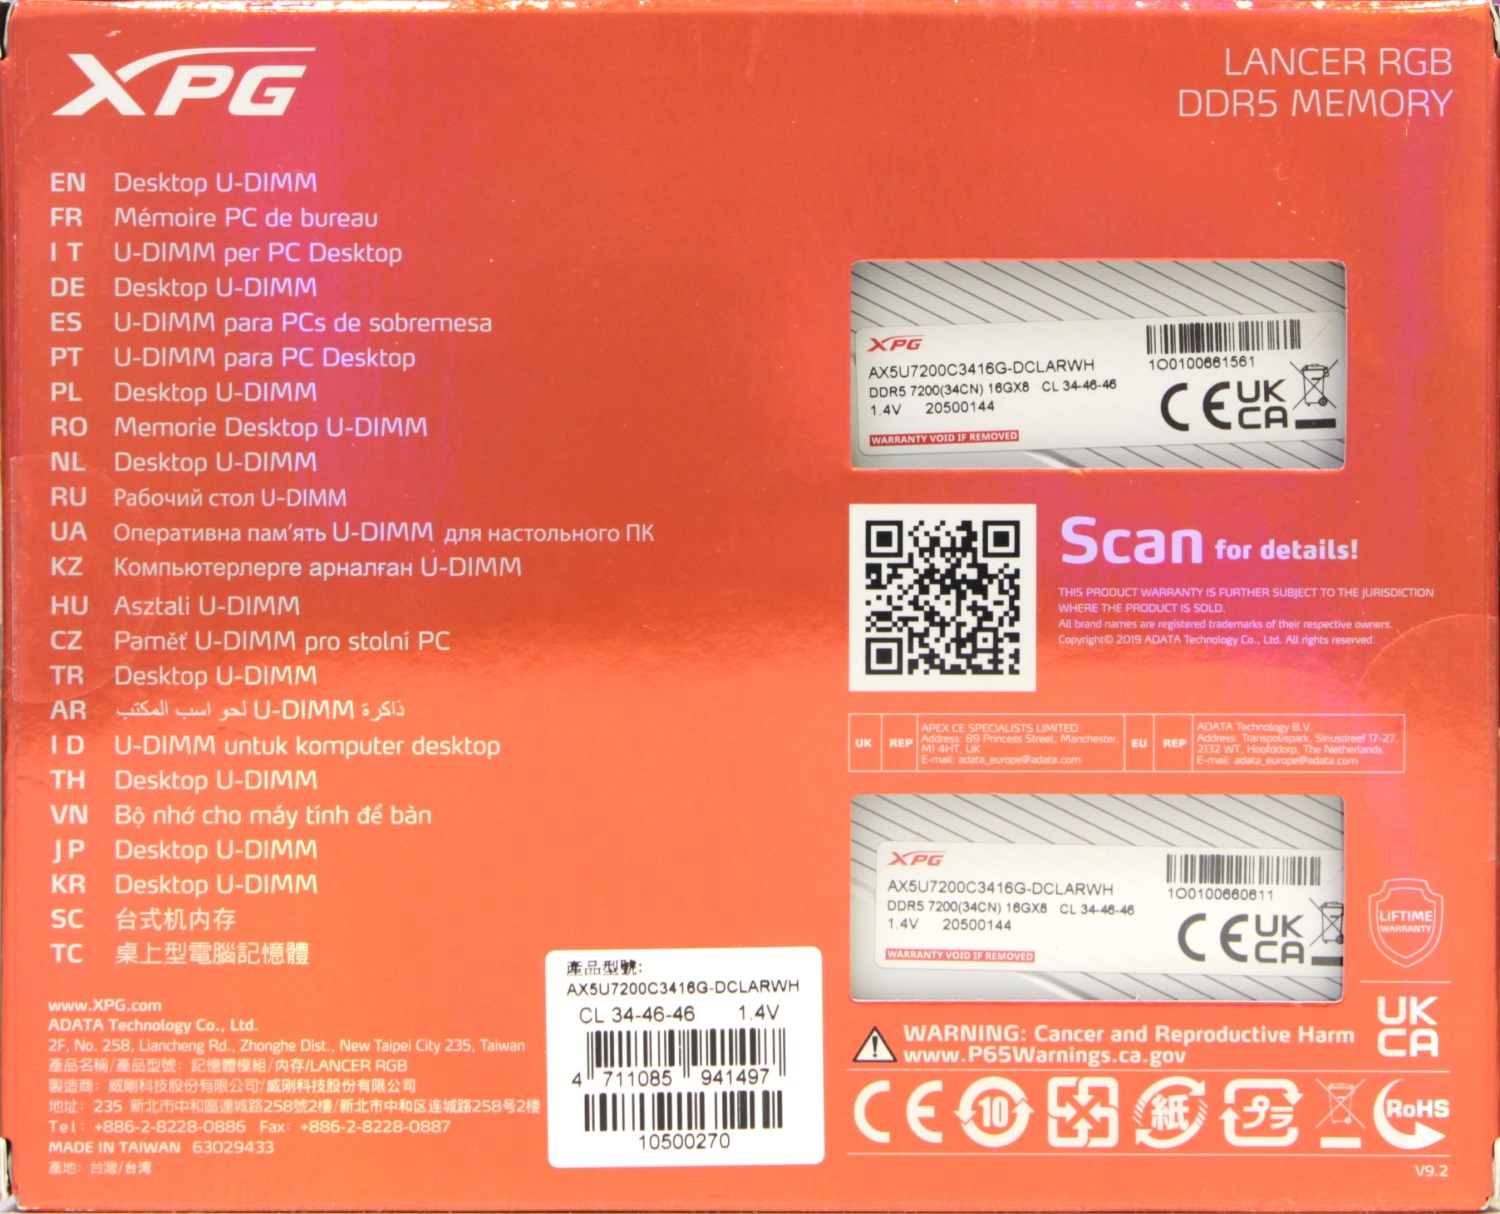 XPG
LANCER RGB
DDR5 MEMORY
EN Desktop U-DIMM
FR Mémoire PC de bureau
IT U-DIMM per PC Desktop
DE Desktop U-DIMM
ES U-DIMM para PCs de sobremesa
PT U-DIMM para PC Desktop
PL Desktop U-DIMM
RO Memorie Desktop U-DIMM
NL Desktop U-DIMM
RU Рабочий стол U-DIMM
UA Оперативна пам'ять U-DIMM для настольного ПК
KZ Компьютерлерге арналған U-DIMM
HU Asztali U-DIMM
CZ Paměť U-DIMM pro stolní PC
TR Desktop U-DIMM
AR ذاكرة U-DIMM لحو اسب المكتب
ID U-DIMM untuk komputer desktop
TH Desktop U-DIMM
VN Bộ nhớ cho máy tính để bàn
JP Desktop U-DIMM
KR Desktop U-DIMM
SC 台式机内存
TC 桌上型電腦記憶體
www.XPG.com
ADATA Technology Co., Ltd.
2F, No. 258, Liancheng Rd., Zhonghe Dist., New Taipei City 235, Taiwan
產品名稱/產品型號: 記憶體模組/内存/LANCER RGB
製造商: 威剛科技股份有限公司/威刚科技股份有限公司
地址: 235 新北市中和區連城路258號2樓/新北市中和区连城路258号2楼
Tel: +886-2-8228-0886 Fax: +886-2-8228-0887
MADE IN TAIWAN 63029433
產地: 台灣/台湾
產品型號:
AX5U7200C3416G-DCLARWH
CL 34-46-46 1.4V
4 711085 941497
10500270
XPG
AX5U7200C3416G-DCLARWH
DDR5 7200(34CN) 16GX8 CL 34-46-46
1.4V 20500144
WARRANTY VOID IF REMOVED
1O0100661561
CE UK CA
Scan for details!
THIS PRODUCT WARRANTY IS FURTHER SUBJECT TO THE JURISDICTION
WHERE THE PRODUCT IS SOLD.
All brand names are registered trademarks of their respective owners.
Copyright© 2019 ADATA Technology Co., Ltd. All rights reserved.
UK REP
APEX CE SPECIALISTS LIMITED
Address: 89 Princess Street, Manchester,
M1 4HT, UK
E-mail: adata_europe@adata.com
EU REP
ADATA Technology B.V.
Address: Transpolispark, Siriusdreef 17-27,
2132 WT, Hoofddorp, The Netherlands
E-mail: adata_europe@adata.com
XPG
AX5U7200C3416G-DCLARWH
DDR5 7200(34CN) 16GX8 CL 34-46-46
1.4V 20500144
WARRANTY VOID IF REMOVED
1O0100660611
CE UK CA
LIFETIME
WARRANTY
UK
CA
WARNING: Cancer and Reproductive Harm
www.P65Warnings.ca.gov
CE 10 紙 プラ RoHS
V9.2